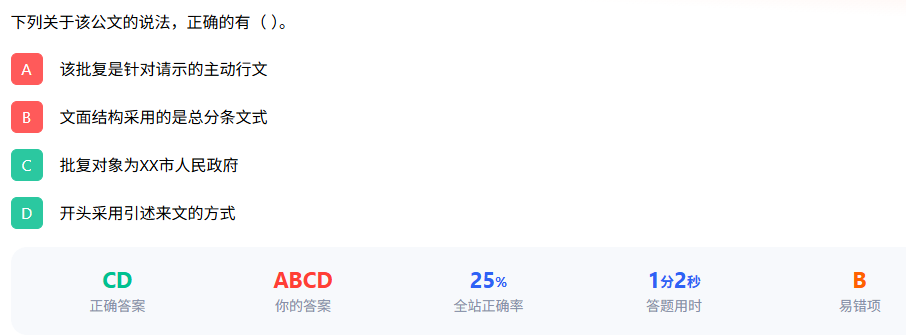 下列关于该公文的说法，正确的有（ ）。
A 该批复是针对请示的主动行文
B 文面结构采用的是总分条文式
C 批复对象为XX市人民政府
D 开头采用引述来文的方式
CD ABCD 25% 1分2秒 B
正确答案 你的答案 全站正确率 答题用时 易错项